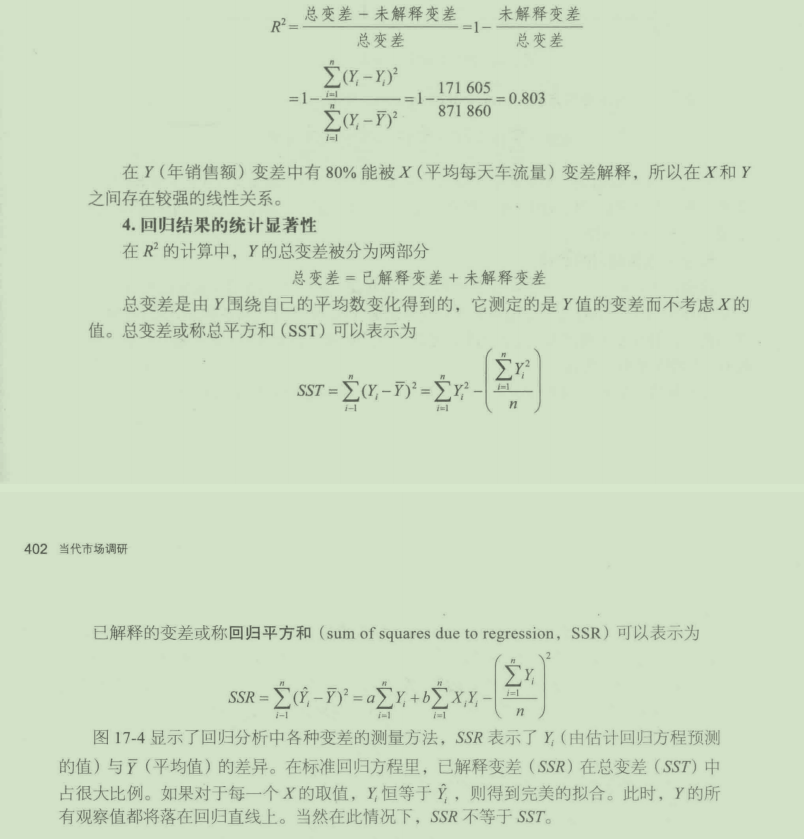 R² = (总变差 − 未解释变差)/总变差 = 1− 未解释变差/总变差
=1− \frac{\sum_{i=1}^{n}(Y_i−Y_i)^2}{\sum_{i=1}^{n}(Y_i−\overline{Y})^2} =1− \frac{171 605}{871 860} = 0.803
在 Y（年销售额）变差中有 80% 能被 X（平均每天车流量）变差解释，所以在 X 和 Y
之间存在较强的线性关系。
4. 回归结果的统计显著性
在 R² 的计算中，Y 的总变差被分为两部分
总变差 = 已解释变差 + 未解释变差
总变差是由 Y 围绕自己的平均数变化得到的，它测定的是 Y 值的变差而不考虑 X 的
值。总变差或称总平方和（SST）可以表示为
SST = \sum_{i-1}^{n}(Y_i−\overline{Y})^2 = \sum_{i=1}^{n}Y_i^2 − \left(\frac{\sum_{i=1}^{n}Y_i^2}{n}\right)
402 当代市场调研
已解释的变差或称回归平方和（sum of squares due to regression，SSR）可以表示为
SSR = \sum_{i-1}^{n}(\hat{Y}_i−\overline{Y})^2 = a\sum_{i=1}^{n}Y_i + b\sum_{i=1}^{n}X_iY_i − \left(\frac{\sum_{i=1}^{n}Y_i}{n}\right)^2
图 17-4 显示了回归分析中各种变差的测量方法，SSR 表示了 Y_i（由估计回归方程预测
的值）与 \overline{Y}（平均值）的差异。在标准回归方程里，已解释变差（SSR）在总变差（SST）中
占很大比例。如果对于每一个 X 的取值，Y_i 恒等于 \hat{Y}_i，则得到完美的拟合。此时，Y 的所
有观察值都将落在回归直线上。当然在此情况下，SSR 不等于 SST。